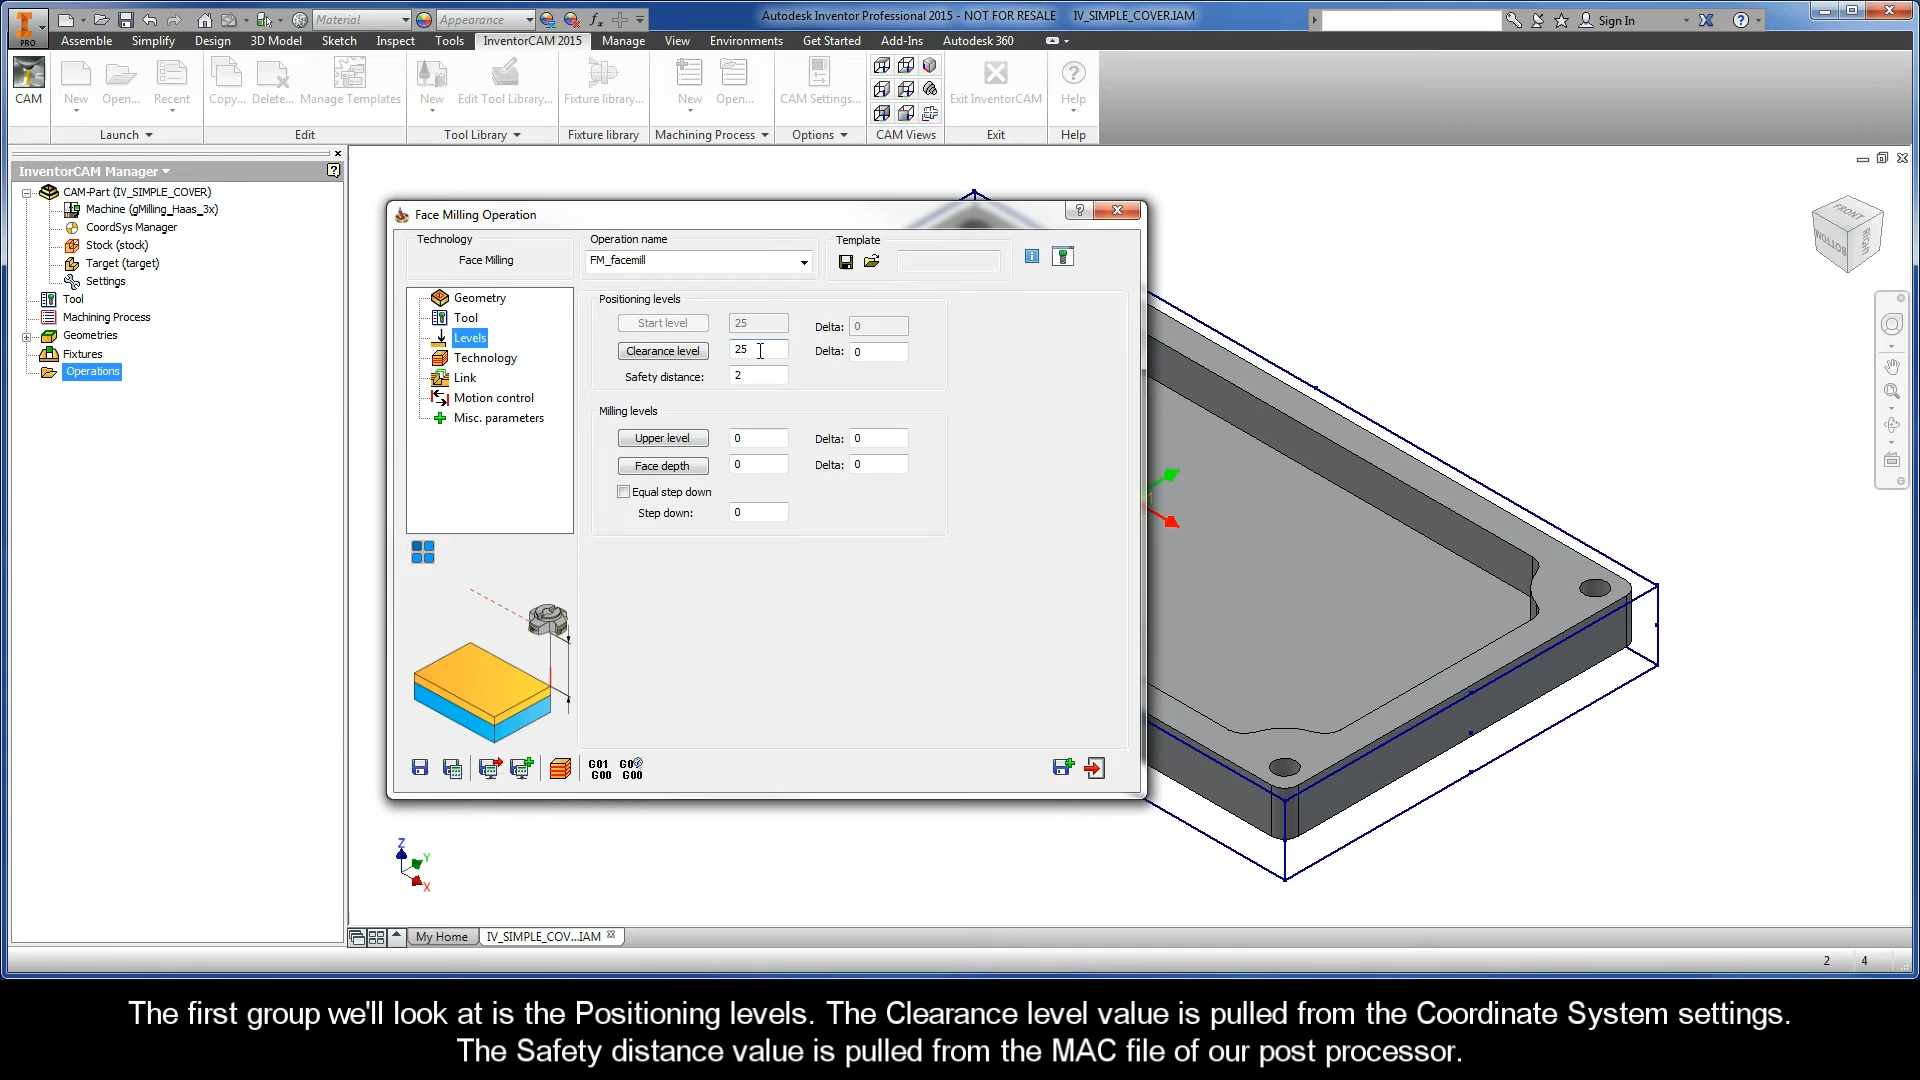 Material
Appearance
Autodesk Inventor Professional 2015 - NOT FOR RESALE IV_SIMPLE_COVER.IAM
Sign In
PRO
Assemble Simplify Design 3D Model Sketch Inspect Tools InventorCAM 2015 Manage View Environments Get Started Add-Ins Autodesk 360
CAM New Open... Recent Copy... Delete... Manage Templates New Edit Tool Library... Fixture library... New Open... CAM Settings... Exit InventorCAM Help
Launch Edit Tool Library Fixture library Machining Process Options CAM Views Exit Help
InventorCAM Manager
CAM-Part (IV_SIMPLE_COVER)
Machine (gMilling_Haas_3x)
CoordSys Manager
Stock (stock)
Target (target)
Settings
Tool
Machining Process
Geometries
Fixtures
Operations
Face Milling Operation
Technology
Face Milling
Operation name
FM_facemill
Template
Geometry
Tool
Levels
Technology
Link
Motion control
Misc. parameters
Positioning levels
Start level 25 Delta: 0
Clearance level 25 Delta: 0
Safety distance: 2
Milling levels
Upper level 0 Delta: 0
Face depth 0 Delta: 0
Equal step down
Step down: 0
G01
G00
G0
G00
FRONT
BOTTOM
RIGHT
Z
Y
X
My Home IV_SIMPLE_COV...IAM
2 4
The first group we'll look at is the Positioning levels. The Clearance level value is pulled from the Coordinate System settings.
The Safety distance value is pulled from the MAC file of our post processor.